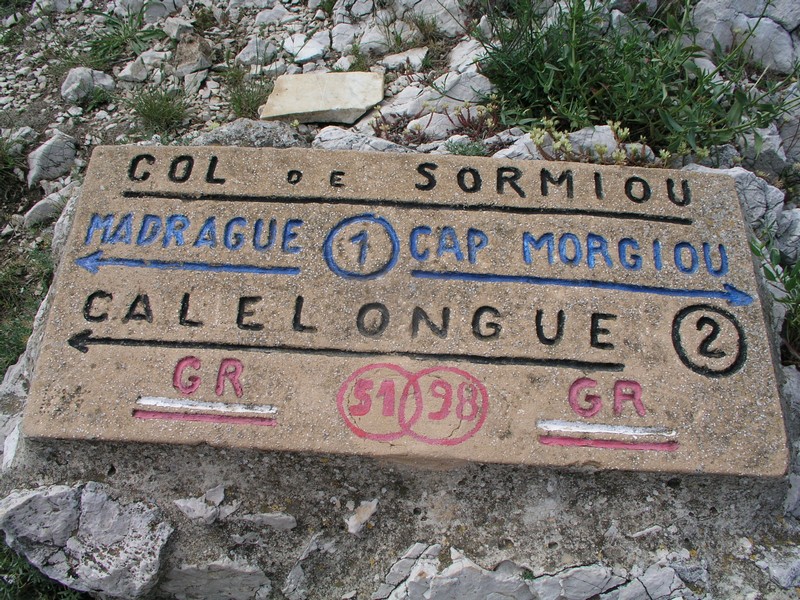 COL DE SORMIOU
MADRAGUE 1 CAP MORGIOU
CALELONGUE 2
GR 51 98 GR